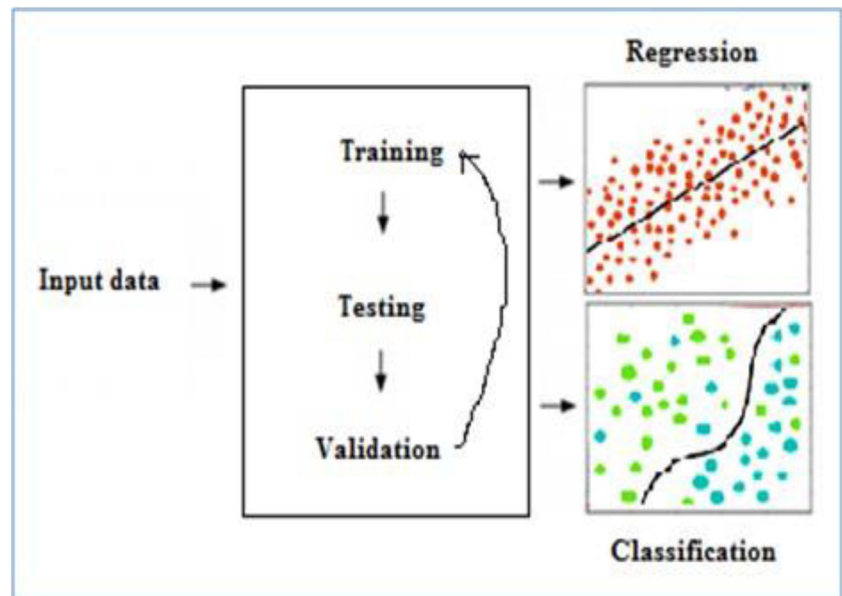 Regression
Training
Input data
Testing
Validation
Classification